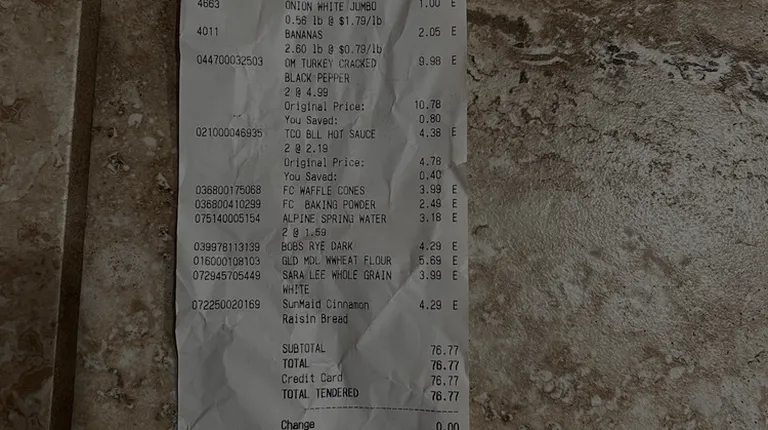 4663 ONION WHITE JUMBO 1.00 E
0.56 lb @ $1.79/lb
4011 BANANAS 2.05 E
2.60 lb @ $0.79/lb
044700032503 OM TURKEY CRACKED 9.98 E
BLACK PEPPER
2 @ 4.99
Original Price: 10.78
You Saved: 0.80
021000046935 TCO BLL HOT SAUCE 4.38 E
2 @ 2.19
Original Price: 4.78
You Saved: 0.40
036800175068 FC WAFFLE CONES 3.99 E
036800410299 FC BAKING POWDER 2.49 E
075140005154 ALPINE SPRING WATER 3.18 E
2 @ 1.59
039978113139 BOBS RYE DARK 4.29 E
016000108103 GLD MDL WWHEAT FLOUR 5.69 E
072945705449 SARA LEE WHOLE GRAIN 3.99 E
WHITE
072250020169 SunMaid Cinnamon 4.29 E
Raisin Bread
SUBTOTAL 76.77
TOTAL 76.77
Credit Card 76.77
TOTAL TENDERED 76.77
Change 0.00